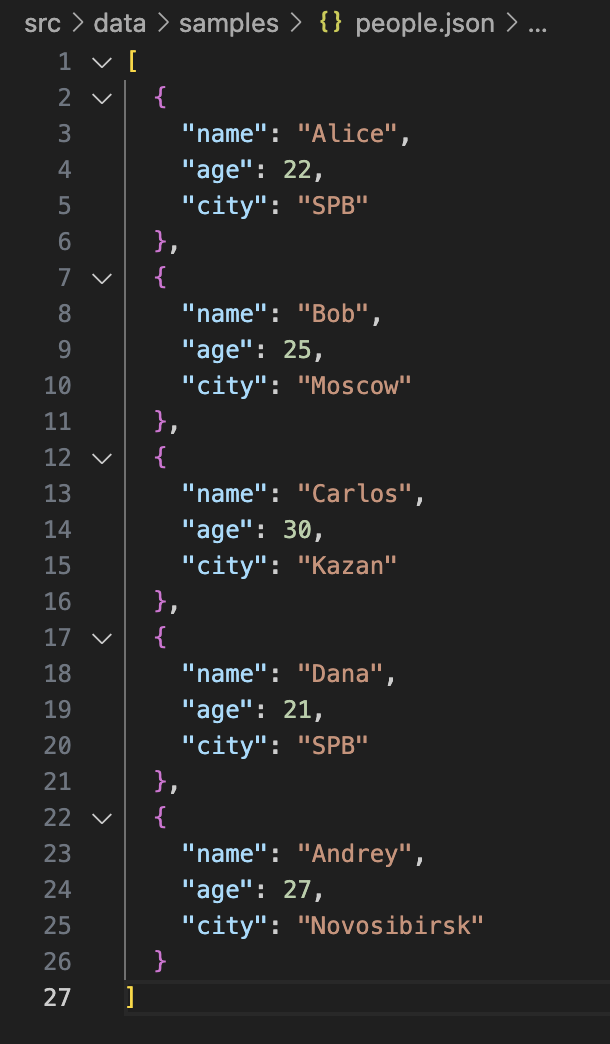 src > data > samples > {} people.json > ...
1 [
2   {
3     "name": "Alice",
4     "age": 22,
5     "city": "SPB"
6   },
7   {
8     "name": "Bob",
9     "age": 25,
10     "city": "Moscow"
11   },
12   {
13     "name": "Carlos",
14     "age": 30,
15     "city": "Kazan"
16   },
17   {
18     "name": "Dana",
19     "age": 21,
20     "city": "SPB"
21   },
22   {
23     "name": "Andrey",
24     "age": 27,
25     "city": "Novosibirsk"
26   }
27 ]